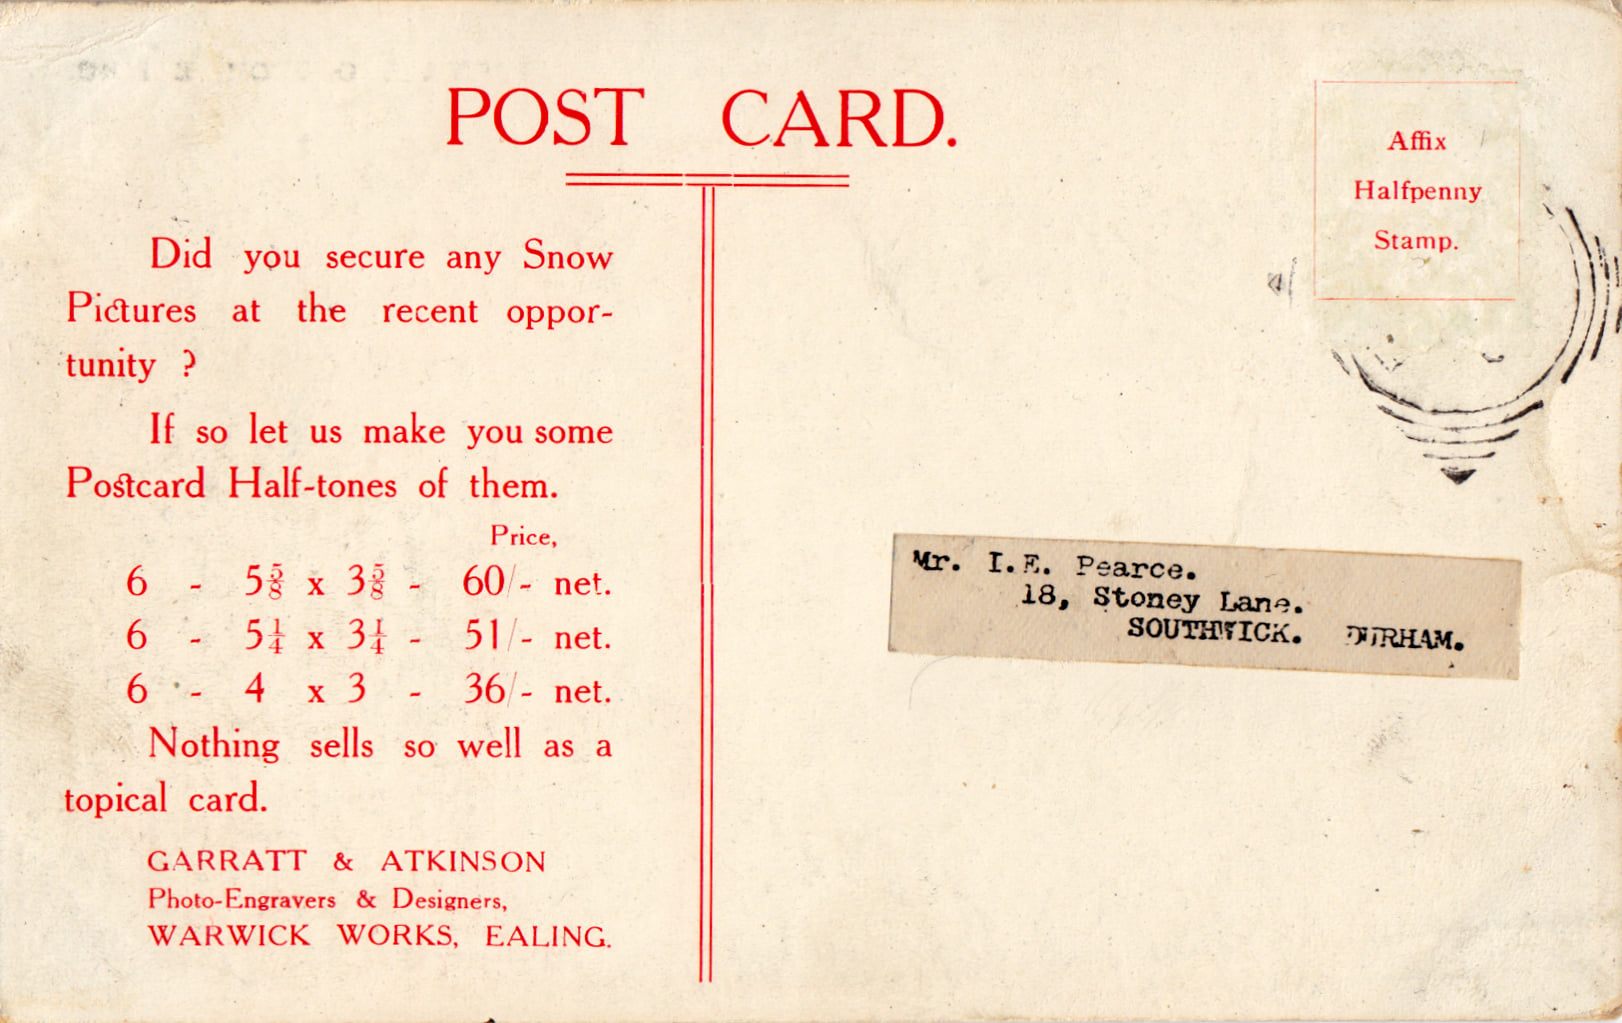 POST CARD.
Affix
Halfpenny
Stamp.
Did you secure any Snow
Pictures at the recent oppor-
tunity ?
If so let us make you some
Postcard Half-tones of them.
Price,
6 - 5⅝ x 3⅝ - 60/- net.
6 - 5¼ x 3¼ - 51/- net.
6 - 4 x 3 - 36/- net.
Nothing sells so well as a
topical card.
GARRATT & ATKINSON
Photo-Engravers & Designers,
WARWICK WORKS, EALING.
Mr. I.E. Pearce.
18, Stoney Lane.
SOUTHWICK. DURHAM.